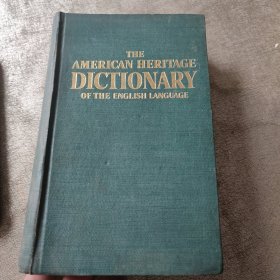 THE
AMERICAN HERITAGE
DICTIONARY
OF THE ENGLISH LANGUAGE